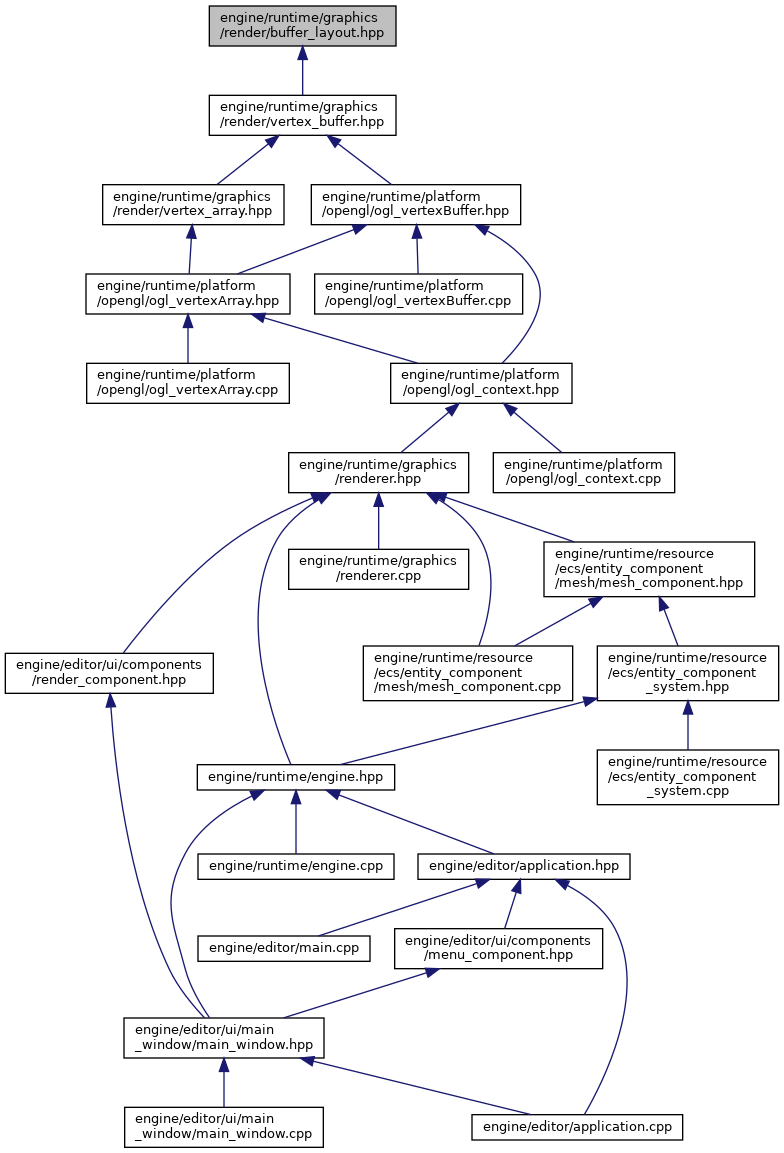 engine/runtime/graphics
/render/buffer_layout.hpp
engine/runtime/graphics
/render/vertex_buffer.hpp
engine/runtime/graphics
/render/vertex_array.hpp
engine/runtime/platform
/opengl/ogl_vertexBuffer.hpp
engine/runtime/platform
/opengl/ogl_vertexArray.hpp
engine/runtime/platform
/opengl/ogl_vertexBuffer.cpp
engine/runtime/platform
/opengl/ogl_vertexArray.cpp
engine/runtime/platform
/opengl/ogl_context.hpp
engine/runtime/graphics
/renderer.hpp
engine/runtime/platform
/opengl/ogl_context.cpp
engine/runtime/graphics
/renderer.cpp
engine/runtime/resource
/ecs/entity_component
/mesh/mesh_component.hpp
engine/editor/ui/components
/render_component.hpp
engine/runtime/resource
/ecs/entity_component
/mesh/mesh_component.cpp
engine/runtime/resource
/ecs/entity_component
_system.hpp
engine/runtime/engine.hpp
engine/runtime/resource
/ecs/entity_component
_system.cpp
engine/runtime/engine.cpp
engine/editor/application.hpp
engine/editor/main.cpp
engine/editor/ui/components
/menu_component.hpp
engine/editor/ui/main
_window/main_window.hpp
engine/editor/ui/main
_window/main_window.cpp
engine/editor/application.cpp